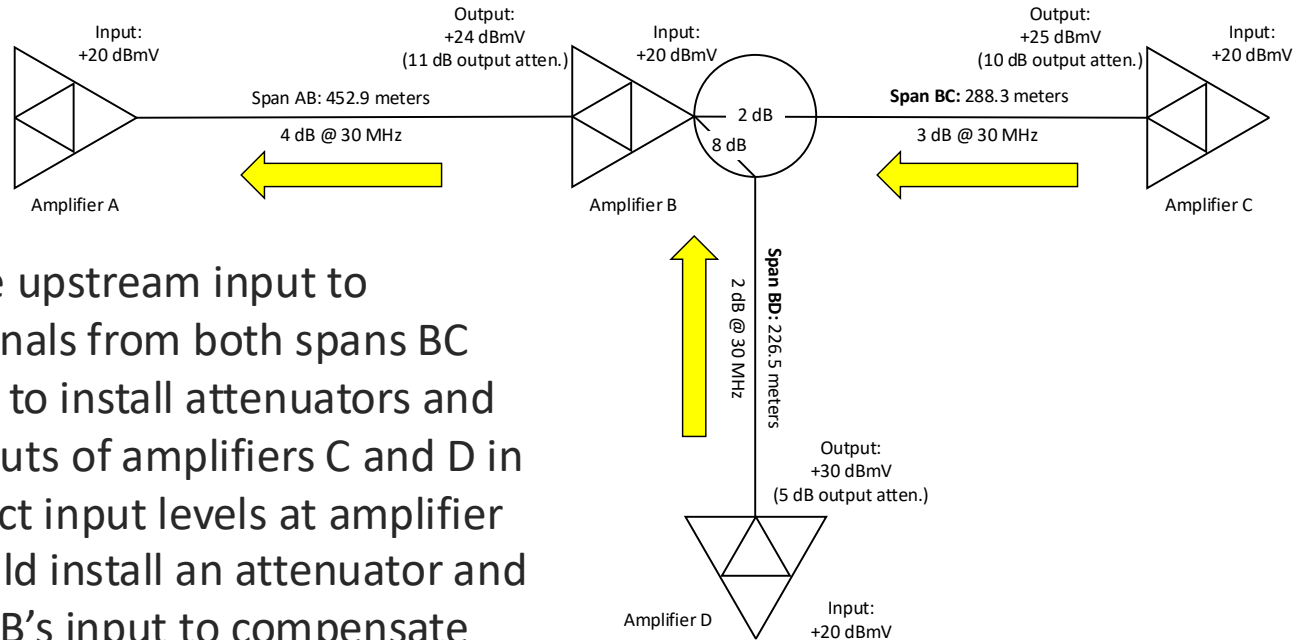 Input:
+20 dBmV
Output:
+24 dBmV
(11 dB output atten.)
Input:
+20 dBmV
Output:
+25 dBmV
(10 dB output atten.)
Input:
+20 dBmV
Span AB: 452.9 meters
4 dB @ 30 MHz
2 dB
8 dB
Span BC: 288.3 meters
3 dB @ 30 MHz
Amplifier A
Amplifier B
Amplifier C
Span BD: 226.5 meters
2 dB @ 30 MHz
upstream input to
nals from both spans BC
to install attenuators and
uts of amplifiers C and D in
ct input levels at amplifier
ld install an attenuator and
B’s input to compensate
Output:
+30 dBmV
(5 dB output atten.)
Amplifier D
Input:
+20 dBmV